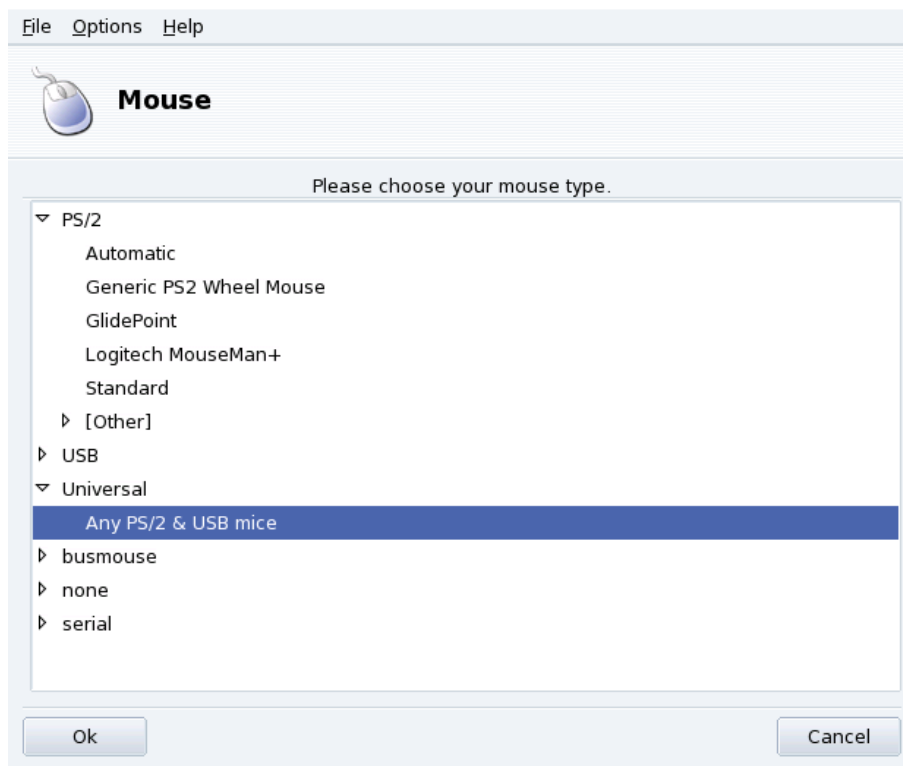 File Options Help
Mouse
Please choose your mouse type.
PS/2
Automatic
Generic PS2 Wheel Mouse
GlidePoint
Logitech MouseMan+
Standard
[Other]
USB
Universal
Any PS/2 & USB mice
busmouse
none
serial
Ok Cancel